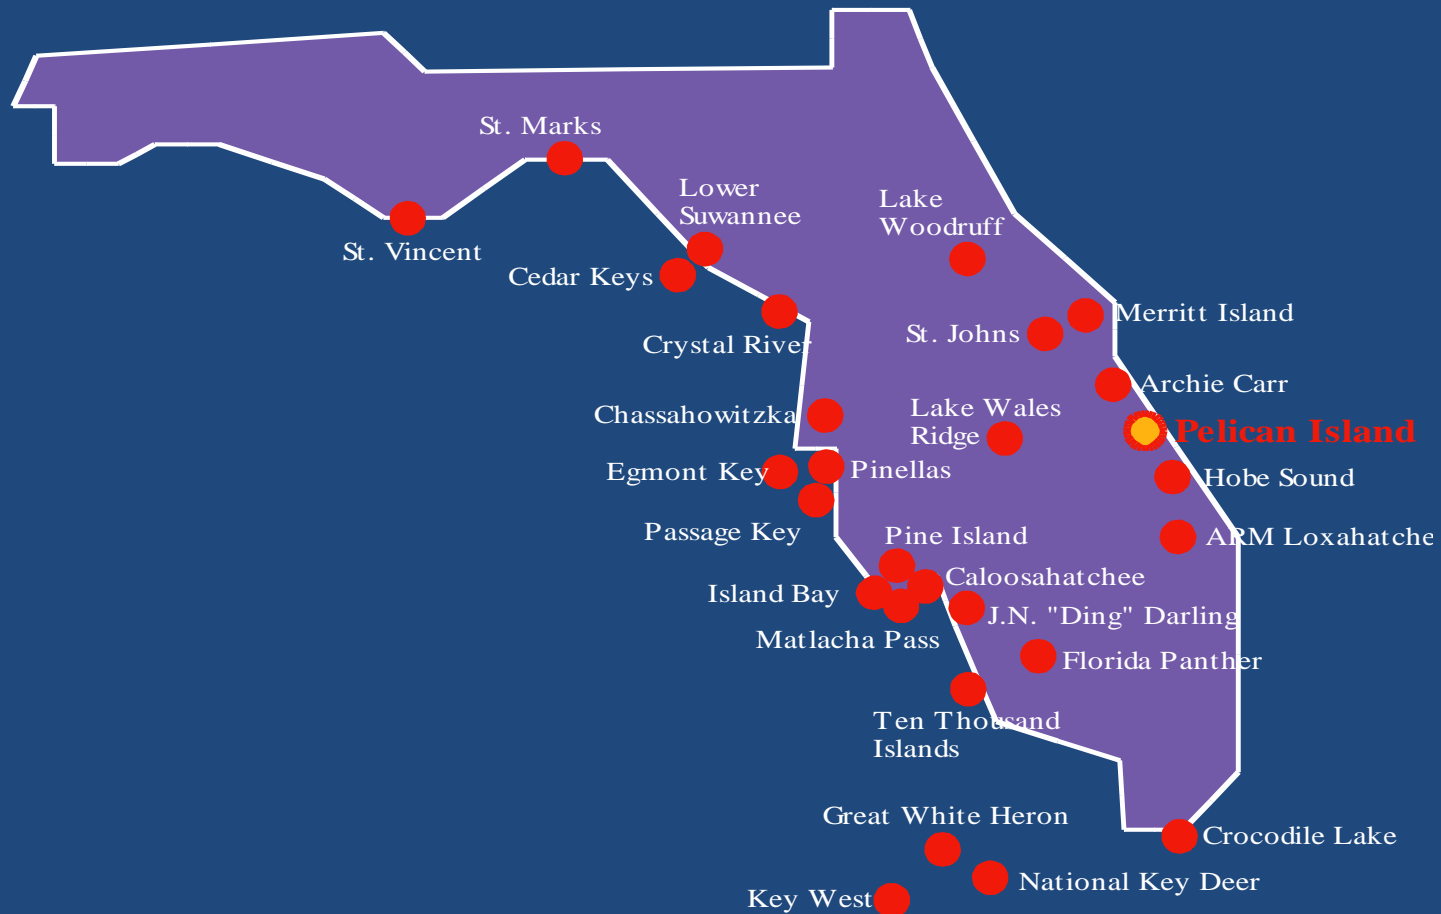 St. Marks
Lower
Suwannee
Lake
Woodruff
St. Vincent
Cedar Keys
Merritt Island
St. Johns
Crystal River
Archie Carr
Chassahowitzka
Lake Wales
Ridge
Pelican Island
Egmont Key
Pinellas
Hobe Sound
Passage Key
Pine Island
ARM Loxahatche
Caloosahatchee
Island Bay
J.N. "Ding" Darling
Matlacha Pass
Florida Panther
Ten Thousand
Islands
Great White Heron
Crocodile Lake
National Key Deer
Key West